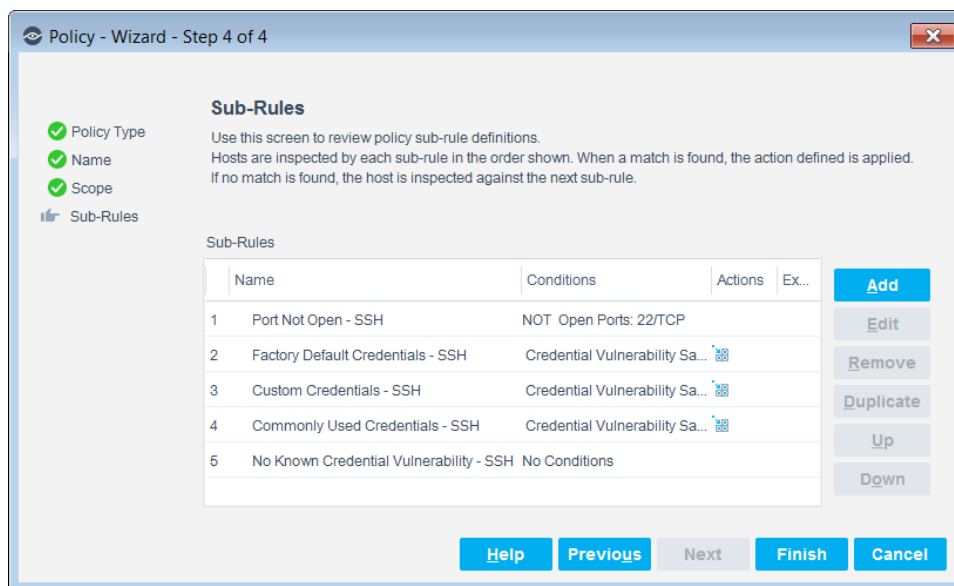 Policy - Wizard - Step 4 of 4
Policy Type
Name
Scope
Sub-Rules
Sub-Rules
Use this screen to review policy sub-rule definitions.
Hosts are inspected by each sub-rule in the order shown. When a match is found, the action defined is applied.
If no match is found, the host is inspected against the next sub-rule.
Sub-Rules
Name Conditions Actions Ex...
1 Port Not Open - SSH NOT Open Ports: 22/TCP
2 Factory Default Credentials - SSH Credential Vulnerability Sa...
3 Custom Credentials - SSH Credential Vulnerability Sa...
4 Commonly Used Credentials - SSH Credential Vulnerability Sa...
5 No Known Credential Vulnerability - SSH No Conditions
Add
Edit
Remove
Duplicate
Up
Down
Help Previous Next Finish Cancel